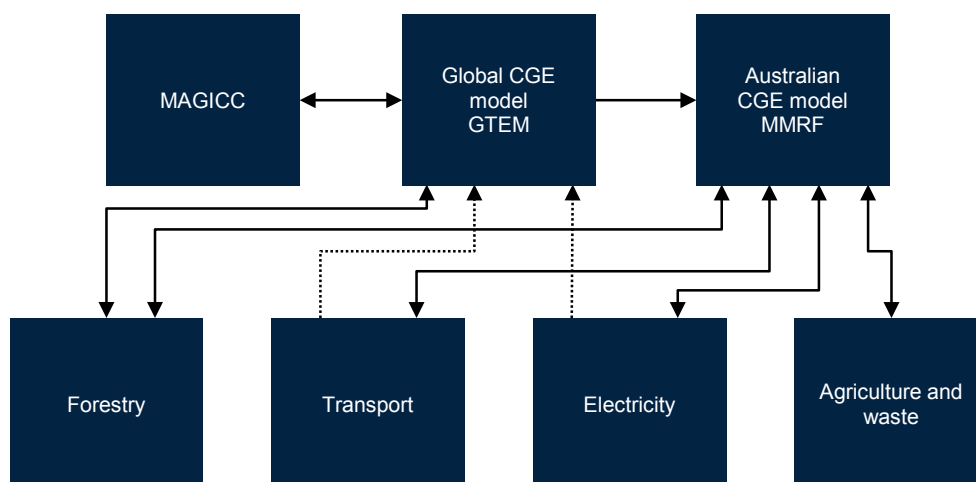 MAGICC
Global CGE
model
GTEM
Australian
CGE model
MMRF
Forestry
Transport
Electricity
Agriculture and
waste